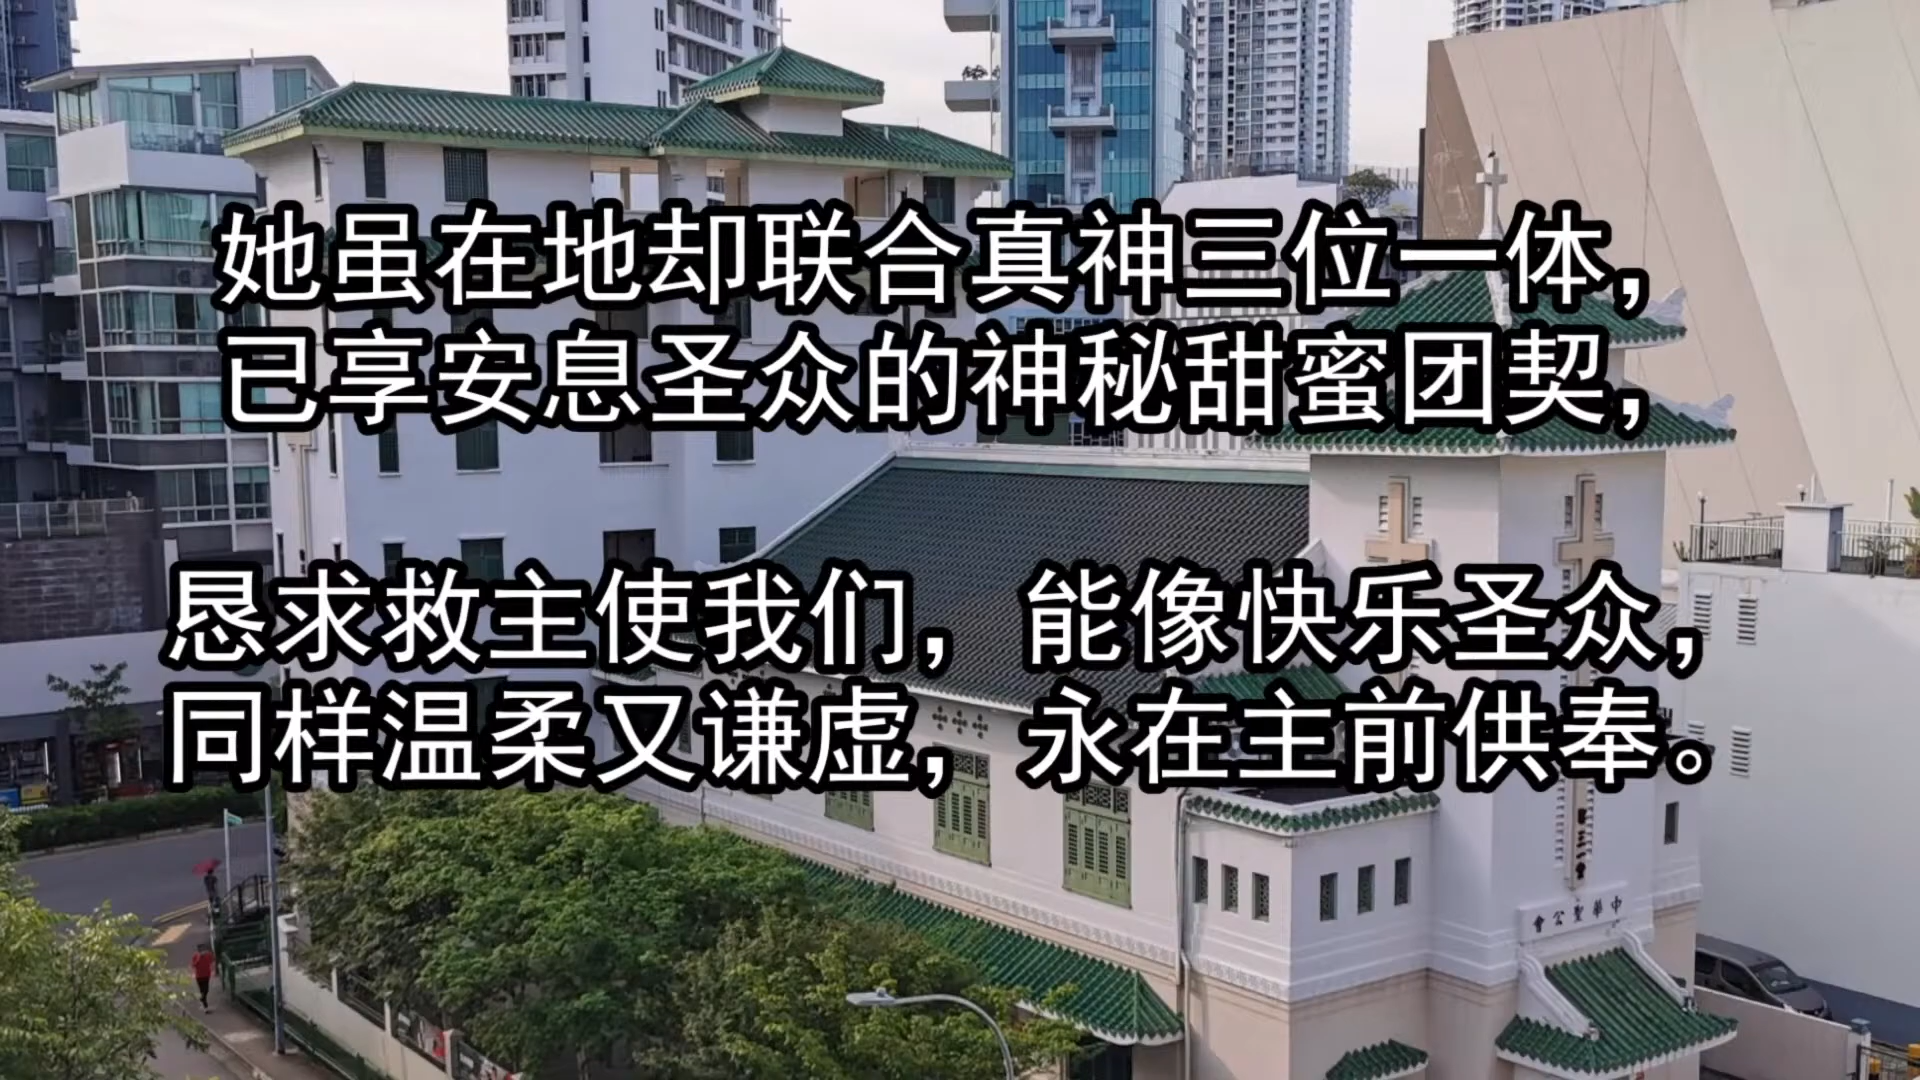 她虽在地却联合真神三位一体，
已享安息圣众的神秘甜蜜团契，
恳求救主使我们，能像快乐圣众，
同样温柔又谦虚，永在主前供奉。
會公聖華中